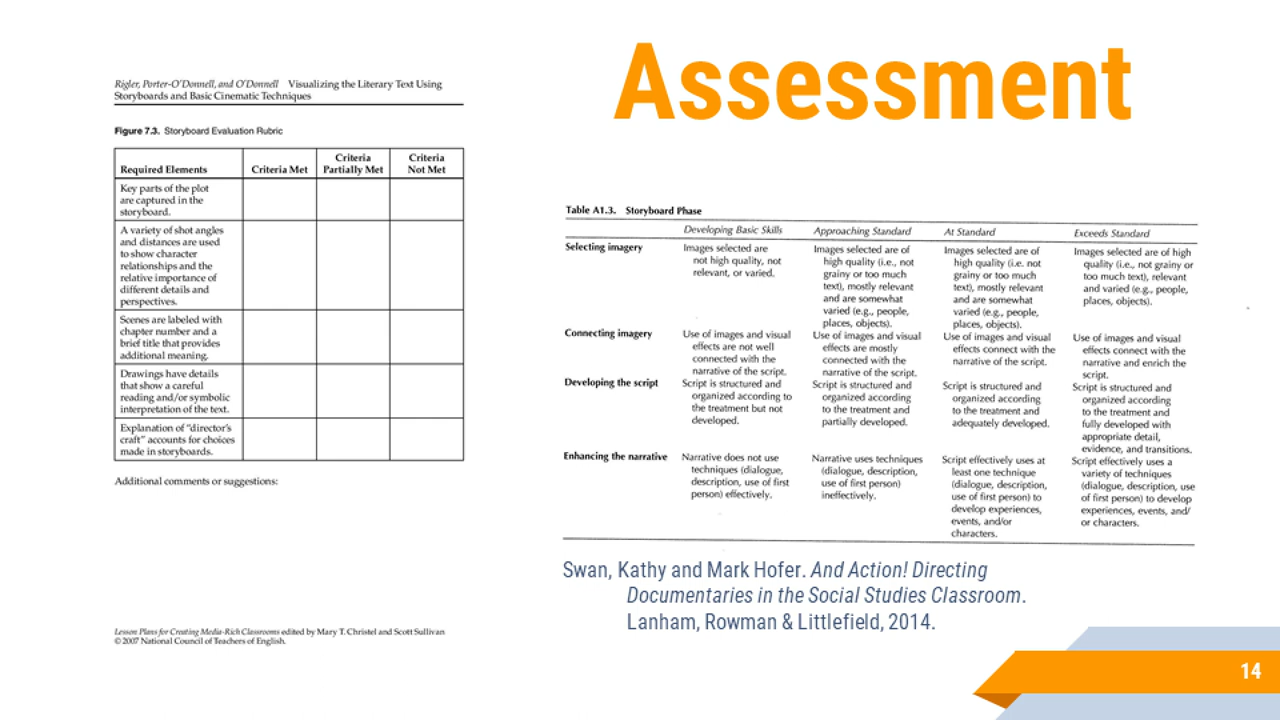 Assessment
Rigler, Porter-O'Donnell, and O'Donnell Visualizing the Literary Text Using
Storyboards and Basic Cinematic Techniques
Figure 7.3. Storyboard Evaluation Rubric
Required Elements
Criteria Met
Criteria
Partially Met
Criteria
Not Met
Key parts of the plot
are captured in the
storyboard.
A variety of shot angles
and distances are used
to show character
relationships and the
relative importance of
different details and
perspectives.
Scenes are labeled with
chapter number and a
brief title that provides
additional meaning.
Drawings have details
that show a careful
reading and/or symbolic
interpretation of the text.
Explanation of "director's
craft" accounts for choices
made in storyboards.
Additional comments or suggestions:
Lesson Plans for Creating Media-Rich Classrooms edited by Mary T. Christel and Scott Sullivan
© 2007 National Council of Teachers of English.
Table A1.3. Storyboard Phase
Developing Basic Skills
Approaching Standard
At Standard
Exceeds Standard
Selecting imagery
Images selected are
not high quality, not
relevant, or varied.
Images selected are of
high quality (i.e. not
grainy or too much
text), mostly relevant
and are somewhat
varied (e.g., people,
places, objects).
Images selected are of
high quality (i.e. not
grainy or too much
text), mostly relevant
and are somewhat
varied (e.g., people,
places, objects).
Images selected are of high
quality (i.e., not grainy or
too much text), relevant
and varied (e.g., people,
places, objects).
Connecting imagery
Use of images and visual
effects are not well
connected with the
narrative of the script.
Use of images and visual
effects are mostly
connected with the
narrative of the script.
Use of images and visual
effects connect with the
narrative of the script.
Use of images and visual
effects connect with the
narrative and enrich the
script.
Developing the script
Script is structured and
organized according to
the treatment but not
developed.
Script is structured and
organized according
to the treatment and
partially developed.
Script is structured and
organized according
to the treatment and
adequately developed.
Script is structured and
organized according
to the treatment and
fully developed with
appropriate detail,
evidence, and transitions.
Enhancing the narrative
Narrative does not use
techniques (dialogue,
description, use of first
person) effectively.
Narrative uses techniques
(dialogue, description,
use of first person)
ineffectively.
Script effectively uses at
least one technique
(dialogue, description,
use of first person) to
develop experiences,
events, and/or
characters.
Script effectively uses a
variety of techniques
(dialogue, description, use
of first person) to develop
experiences, events, and/
or characters.
Swan, Kathy and Mark Hofer. And Action! Directing
Documentaries in the Social Studies Classroom.
Lanham, Rowman & Littlefield, 2014.
14